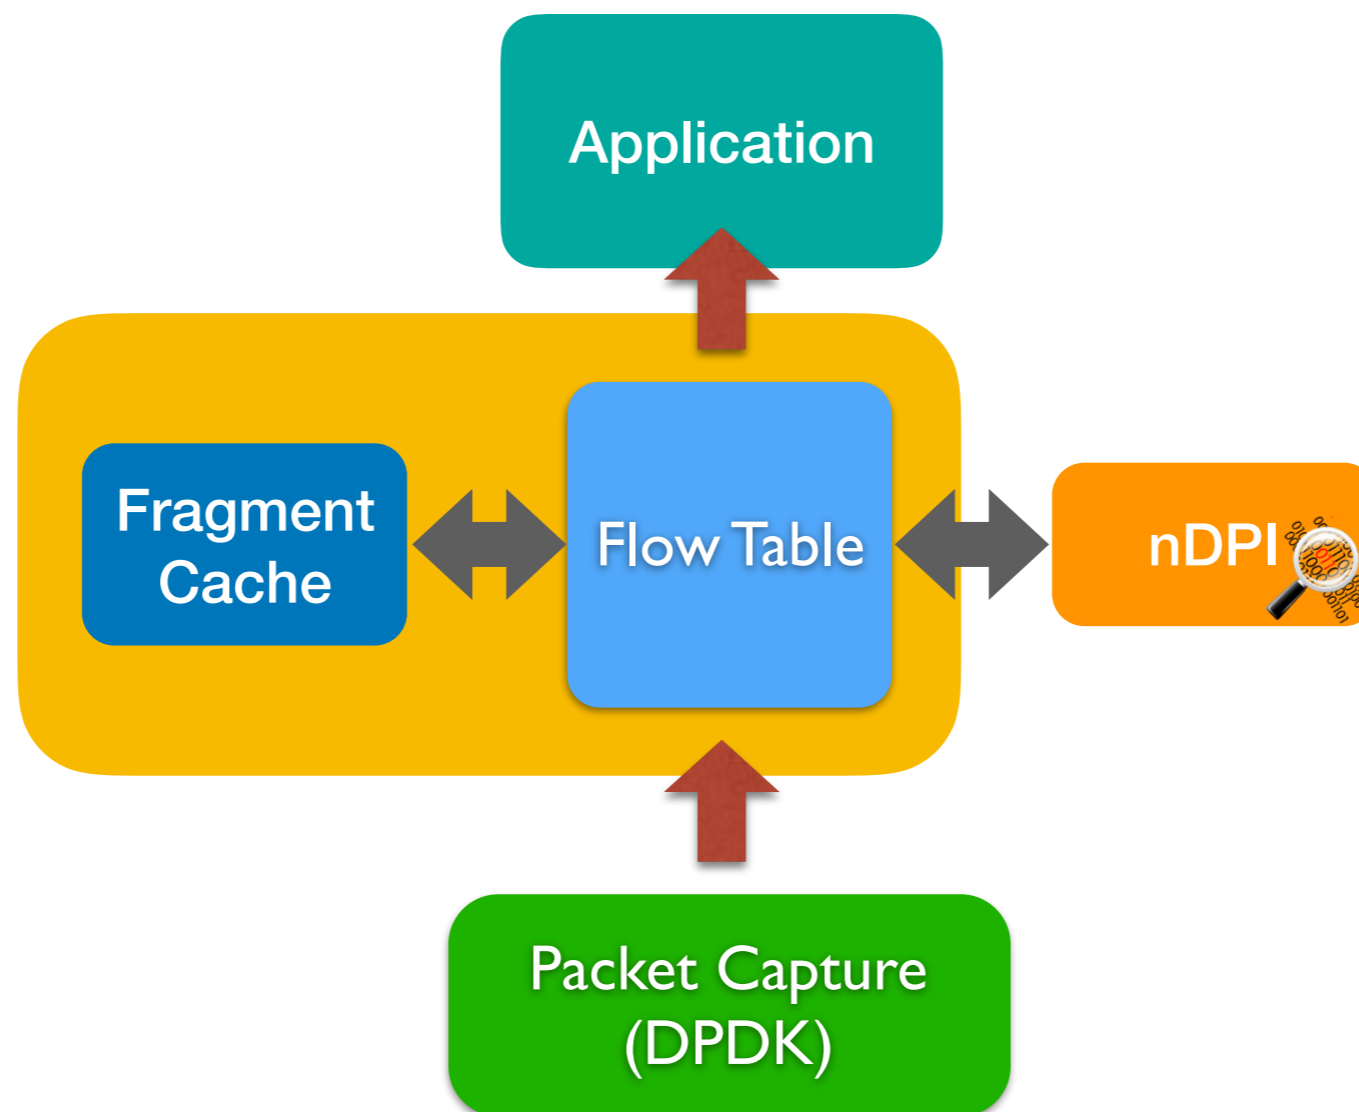 Application
Fragment
Cache
Flow Table
nDPI
Packet Capture
(DPDK)